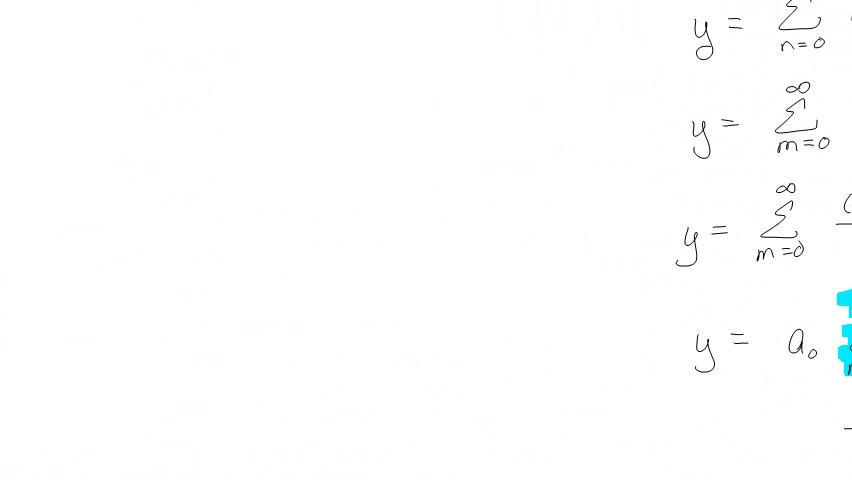 y = Σ n=0
y = ∞ Σ m=0
y = ∞ Σ m=0
y = a₀